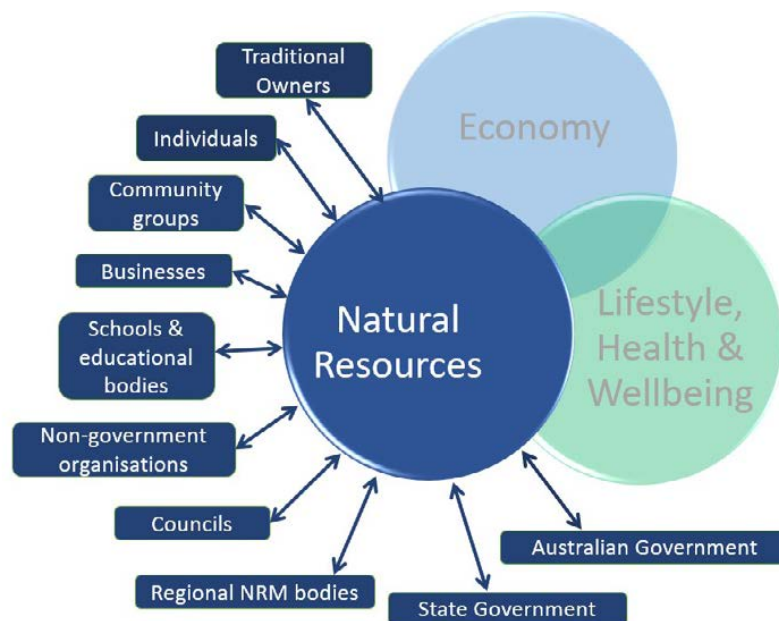 Traditional
Owners
Individuals
Community
groups
Businesses
Schools &
educational
bodies
Non-government
organisations
Councils
Regional NRM bodies
State Government
Australian Government
Natural
Resources
Economy
Lifestyle,
Health &
Wellbeing